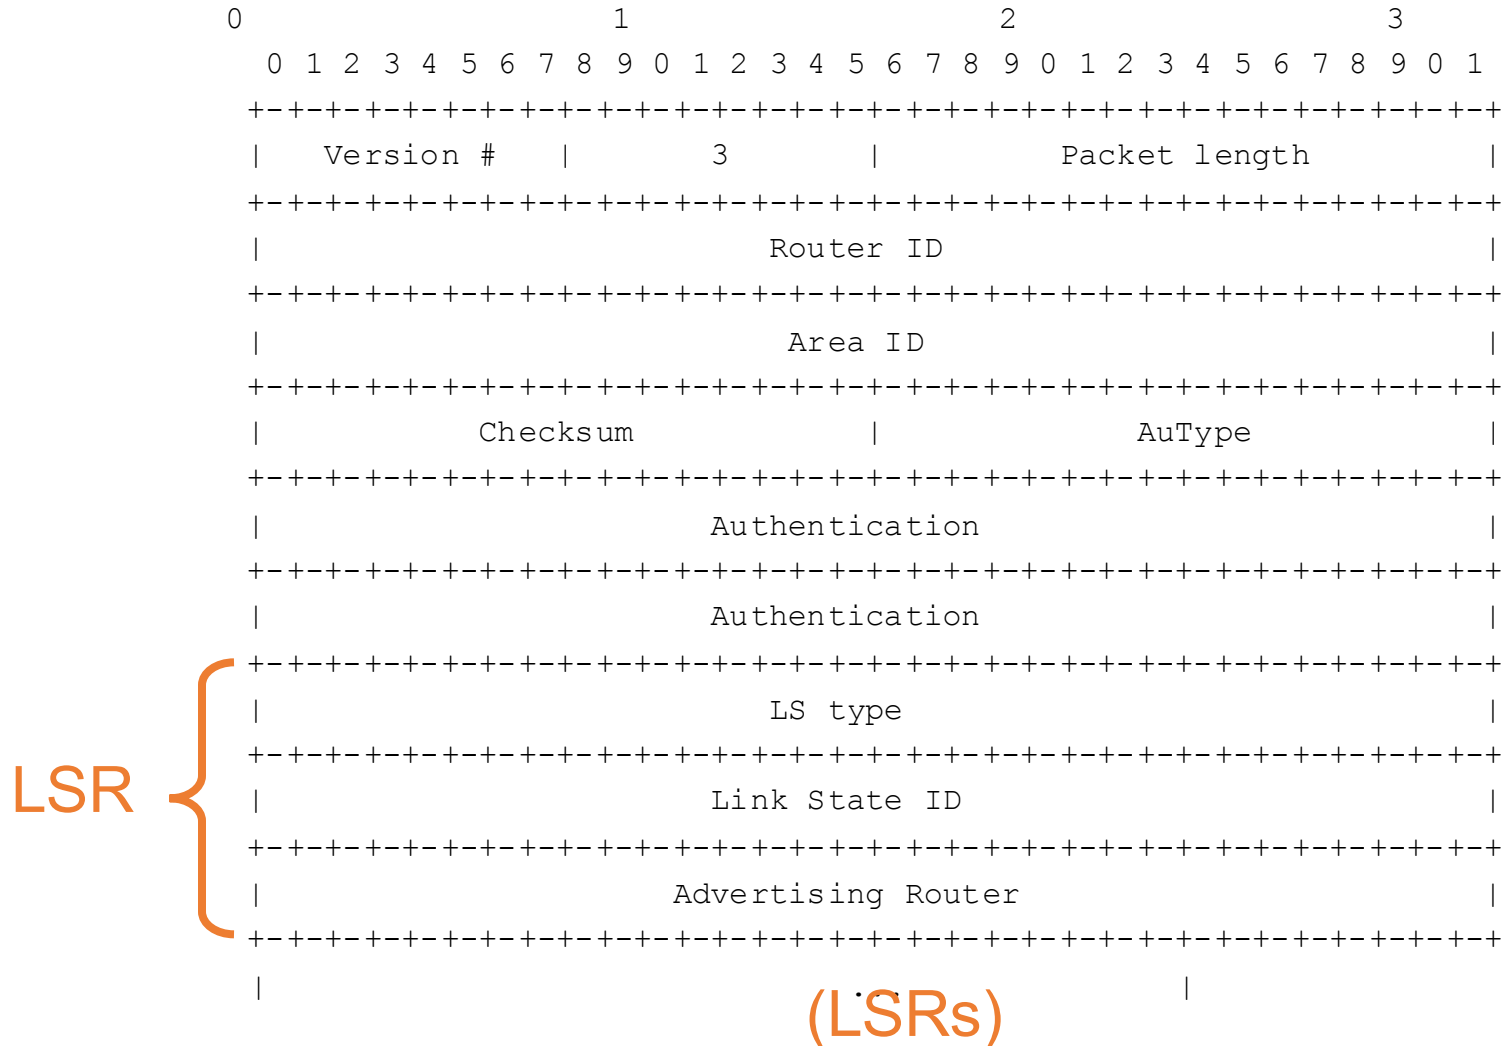 0                   1                   2                   3
 0 1 2 3 4 5 6 7 8 9 0 1 2 3 4 5 6 7 8 9 0 1 2 3 4 5 6 7 8 9 0 1
+-+-+-+-+-+-+-+-+-+-+-+-+-+-+-+-+-+-+-+-+-+-+-+-+-+-+-+-+-+-+-+-+
|   Version #   |       3       |         Packet length         |
+-+-+-+-+-+-+-+-+-+-+-+-+-+-+-+-+-+-+-+-+-+-+-+-+-+-+-+-+-+-+-+-+
|                          Router ID                            |
+-+-+-+-+-+-+-+-+-+-+-+-+-+-+-+-+-+-+-+-+-+-+-+-+-+-+-+-+-+-+-+-+
|                           Area ID                             |
+-+-+-+-+-+-+-+-+-+-+-+-+-+-+-+-+-+-+-+-+-+-+-+-+-+-+-+-+-+-+-+-+
|           Checksum            |             AuType            |
+-+-+-+-+-+-+-+-+-+-+-+-+-+-+-+-+-+-+-+-+-+-+-+-+-+-+-+-+-+-+-+-+
|                       Authentication                          |
+-+-+-+-+-+-+-+-+-+-+-+-+-+-+-+-+-+-+-+-+-+-+-+-+-+-+-+-+-+-+-+-+
|                       Authentication                          |
+-+-+-+-+-+-+-+-+-+-+-+-+-+-+-+-+-+-+-+-+-+-+-+-+-+-+-+-+-+-+-+-+
|                          LS type                              |
+-+-+-+-+-+-+-+-+-+-+-+-+-+-+-+-+-+-+-+-+-+-+-+-+-+-+-+-+-+-+-+-+
LSR
|                       Link State ID                           |
+-+-+-+-+-+-+-+-+-+-+-+-+-+-+-+-+-+-+-+-+-+-+-+-+-+-+-+-+-+-+-+-+
|                     Advertising Router                        |
+-+-+-+-+-+-+-+-+-+-+-+-+-+-+-+-+-+-+-+-+-+-+-+-+-+-+-+-+-+-+-+-+
|                              ...              |
(LSRs)